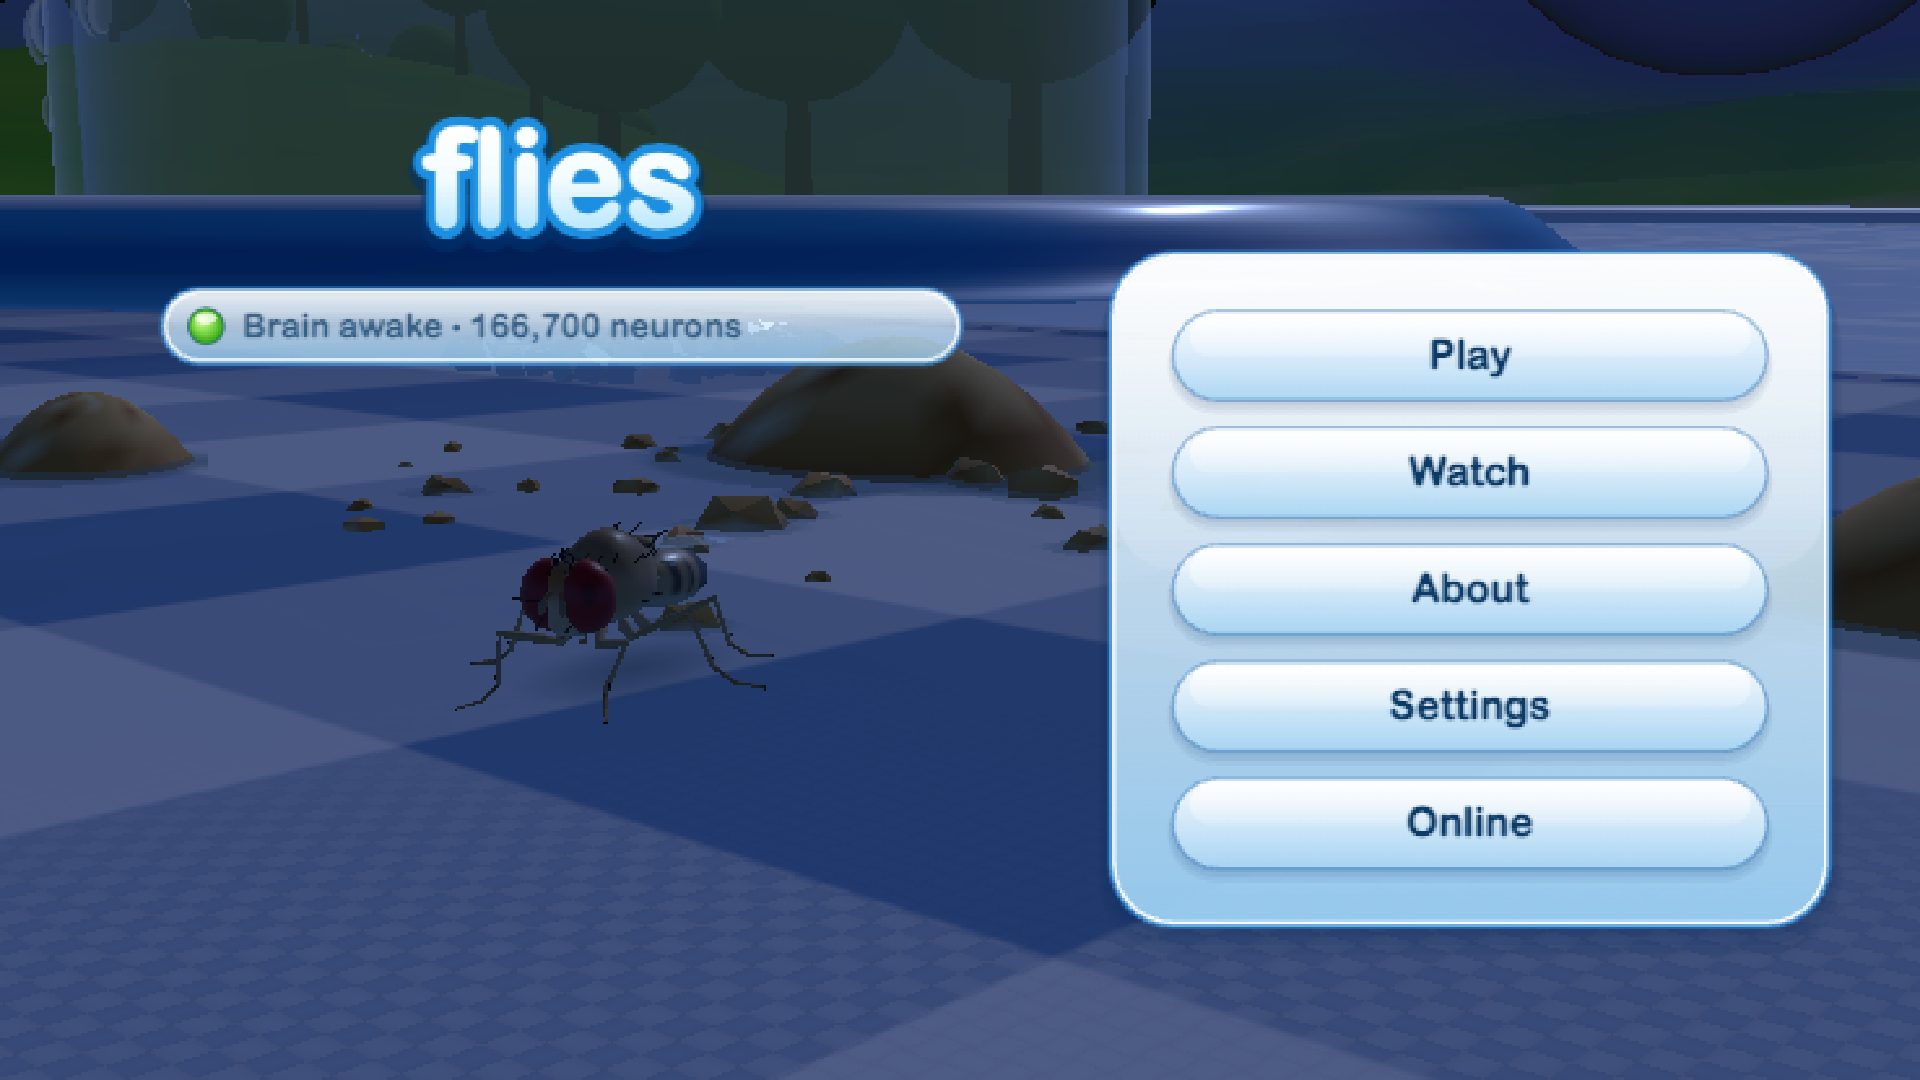 flies
Brain awake · 166,700 neurons
Play
Watch
About
Settings
Online